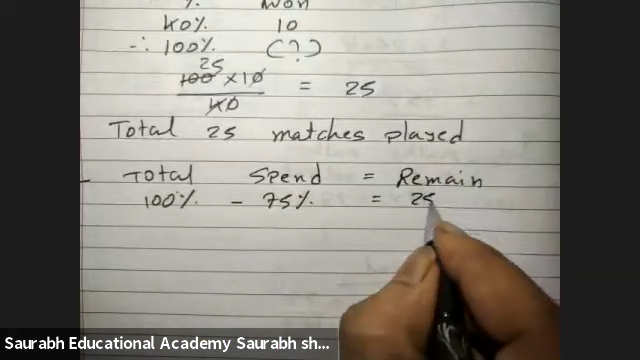 % Won
40% 10
∴ 100% (?)
25
100 × 10 / 40 = 25
Total 25 matches played
Total Spend = Remain
100% - 75% = 25
Saurabh Educational Academy Saurabh sh...